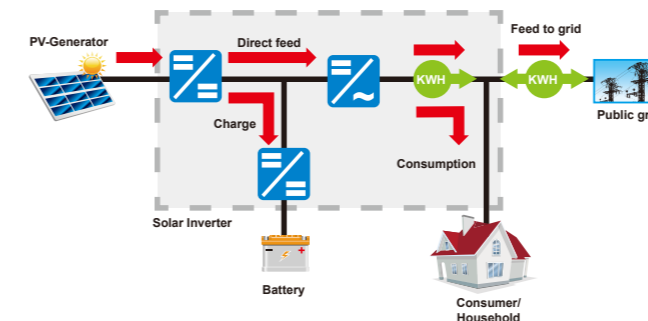 Feed to grid
PV-Generator
Direct feed
KWH
KWH
Public gr
Charge
Consumption
Solar Inverter
Battery
Consumer/
Household